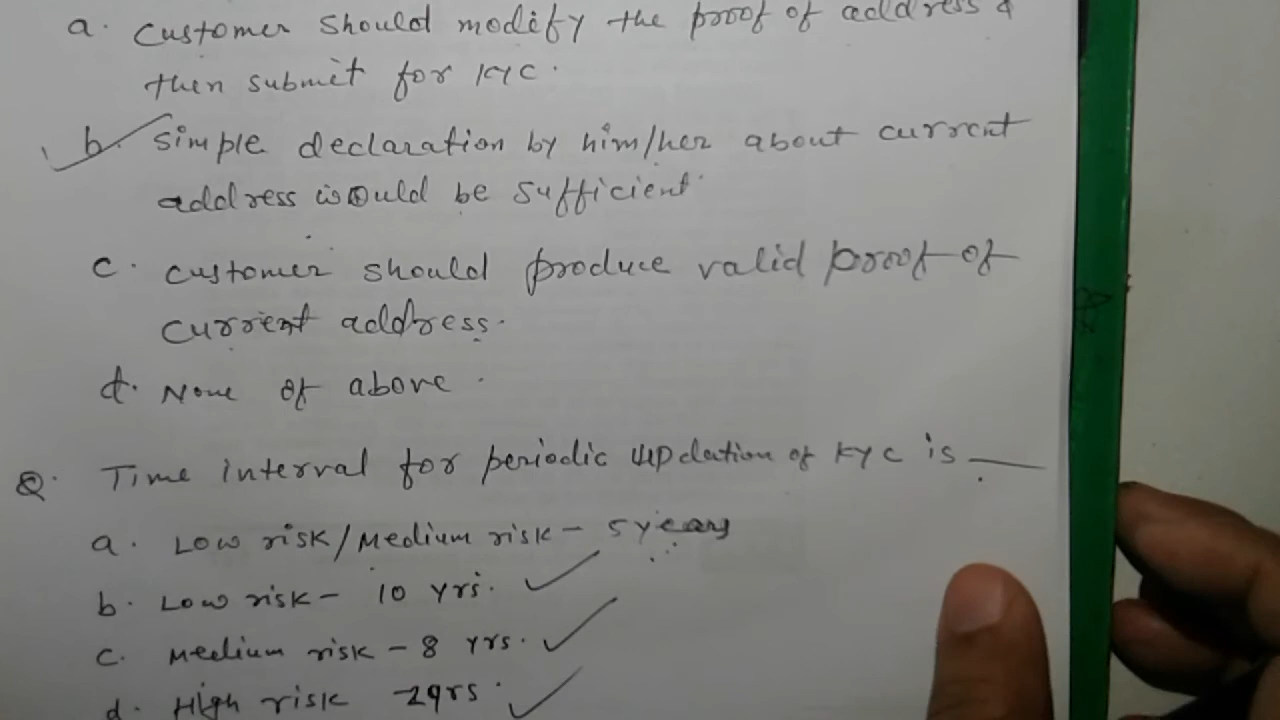 a. Customer should modify the proof of address &
then submit for KYC.
b. Simple declaration by him/her about current
address would be sufficient.
c. customer should produce valid proof of
current address.
d. None of above.
Q. Time interval for periodic updation of KYC is ___
a. Low risk/Medium risk - 5 years
b. Low risk - 10 yrs.
c. Medium risk - 8 yrs.
d. High risk 2yrs.